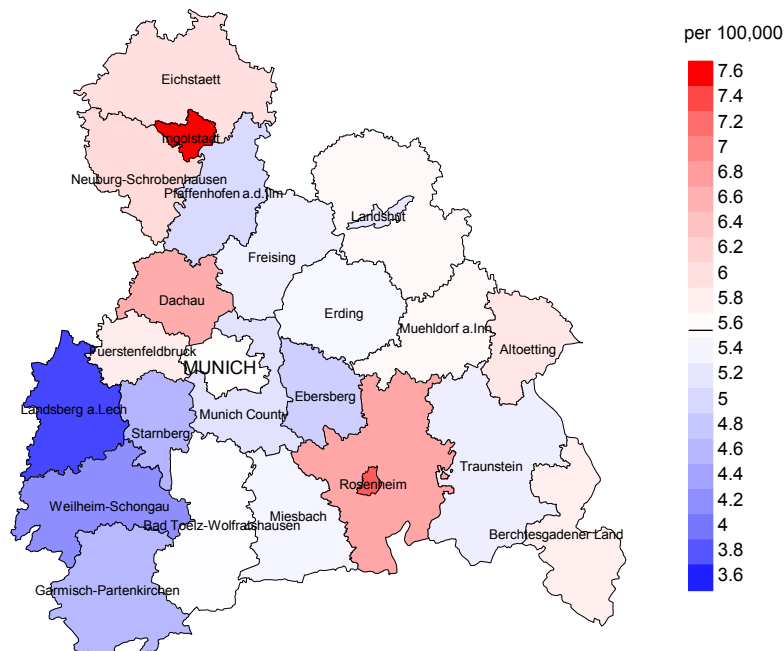 per 100,000
7.6
7.4
7.2
7
6.8
6.6
6.4
6.2
6
5.8
5.6
5.4
5.2
5
4.8
4.6
4.4
4.2
4
3.8
3.6
Eichstaett
Ingolstadt
Neuburg-Schrobenhausen
Pfaffenhofen a.d.Ilm
Landshut
Freising
Dachau
Erding
Muehldorf a.Inn
Altoetting
Fuerstenfeldbruck
MUNICH
Ebersberg
Landsberg a.Lech
Munich County
Starnberg
Traunstein
Rosenheim
Weilheim-Schongau
Miesbach
Bad Toelz-Wolfratshausen
Berchtesgadener Land
Garmisch-Partenkirchen